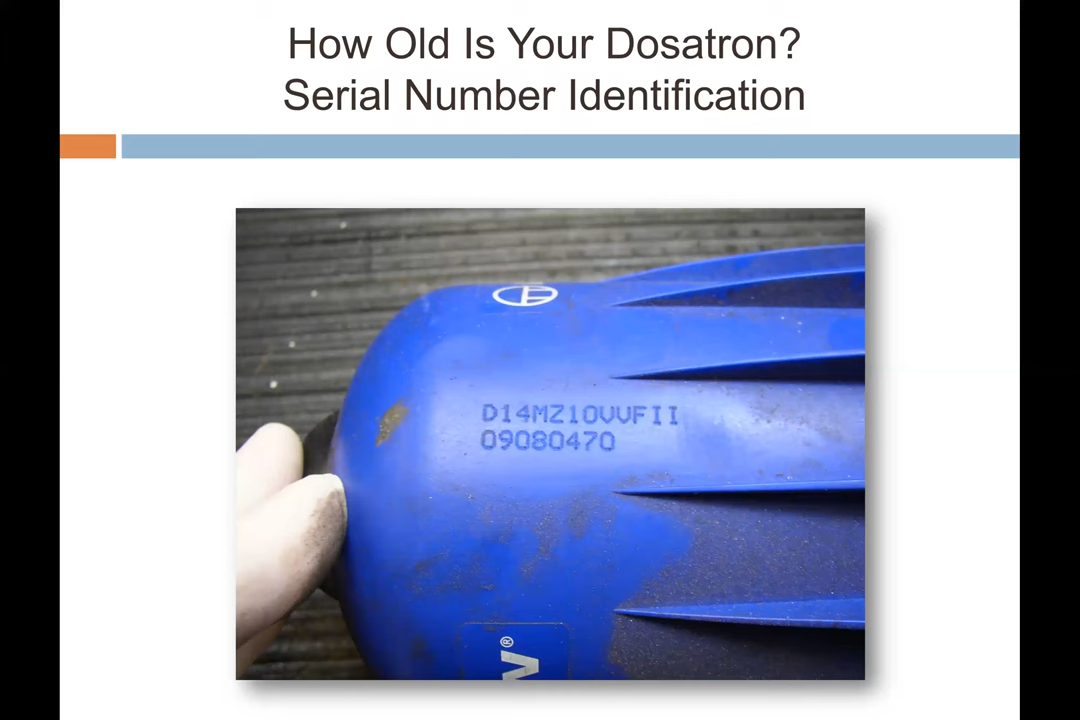 How Old Is Your Dosatron?
Serial Number Identification
D14MZ10VVFII
09080470